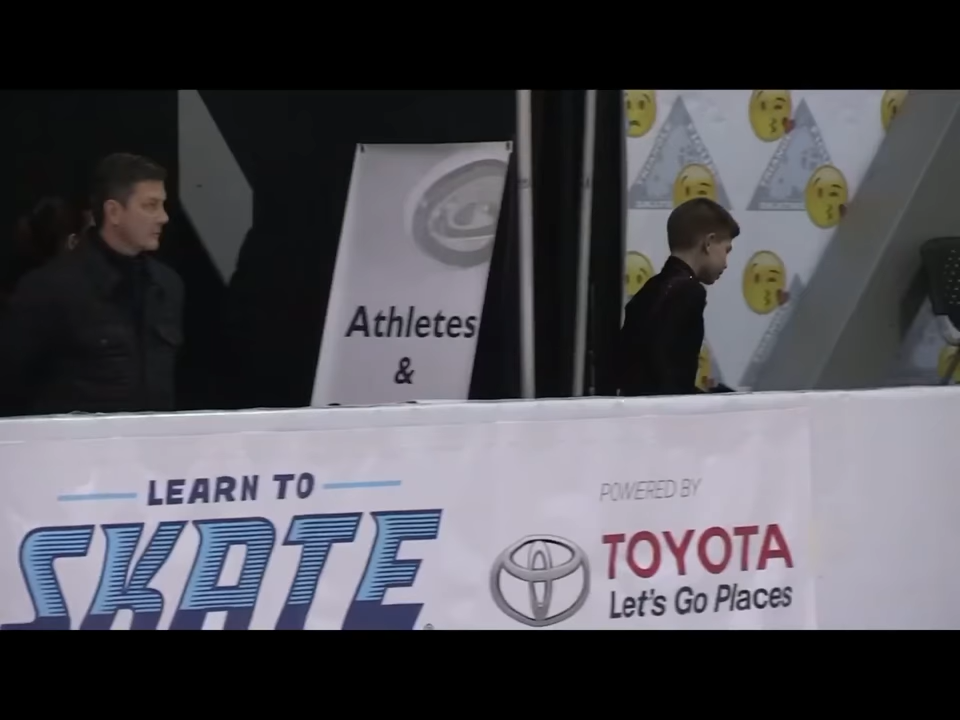 Athletes
&
LEARN TO
SKATE
POWERED BY
TOYOTA
Let's Go Places